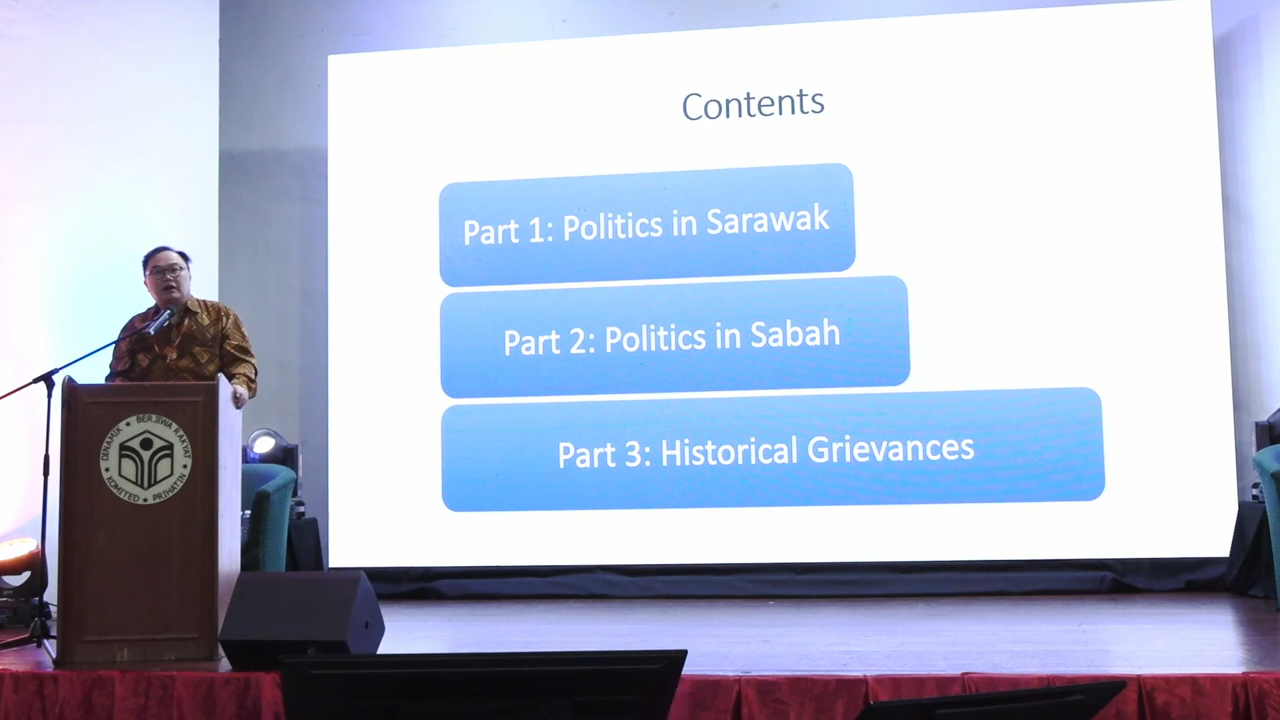 Contents
Part 1: Politics in Sarawak
Part 2: Politics in Sabah
Part 3: Historical Grievances
DINAMIK ★ BERJIWA RAKYAT ★ KOMITED ★ PRIHATIN